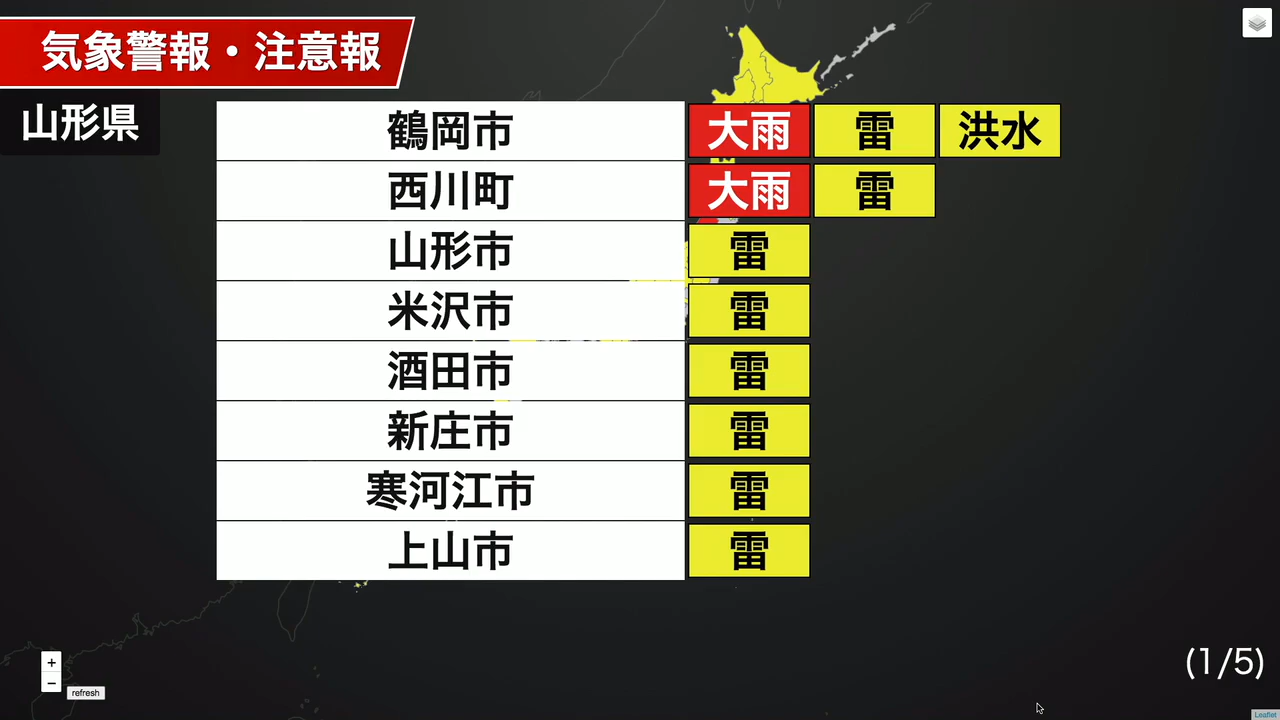 気象警報・注意報
山形県
鶴岡市 大雨 雷 洪水
西川町 大雨 雷
山形市 雷
米沢市 雷
酒田市 雷
新庄市 雷
寒河江市 雷
上山市 雷
(1/5)
+
−
refresh
Leaflet